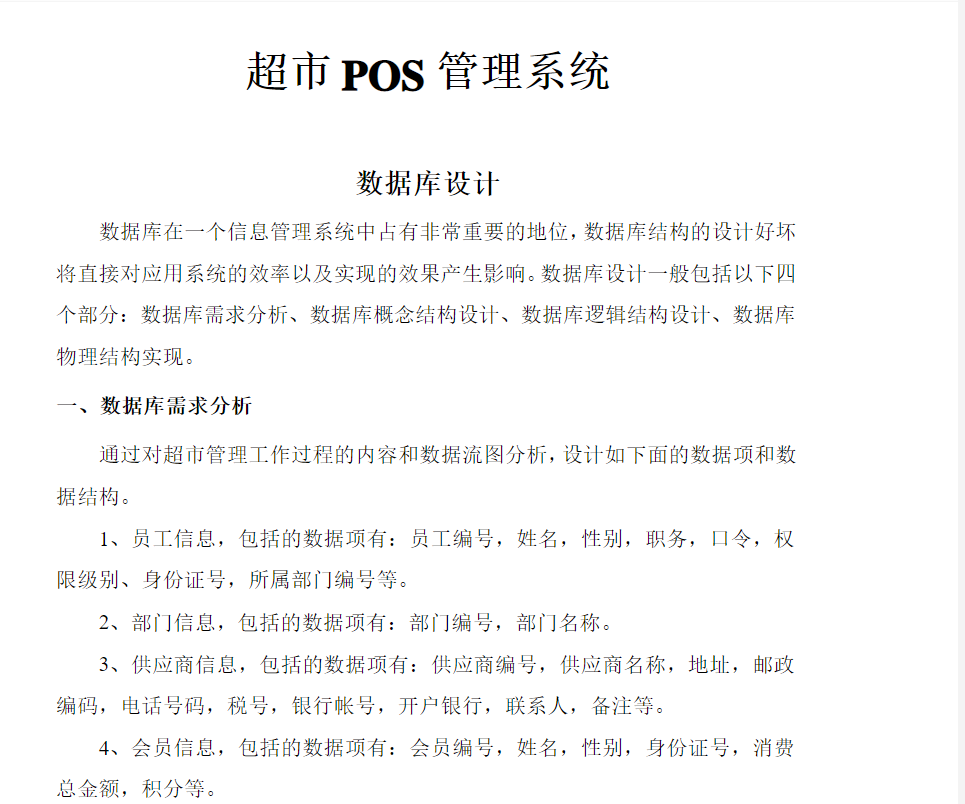 超市 POS 管理系统
数据库设计
数据库在一个信息管理系统中占有非常重要的地位，数据库结构的设计好坏
将直接对应用系统的效率以及实现的效果产生影响。数据库设计一般包括以下四
个部分：数据库需求分析、数据库概念结构设计、数据库逻辑结构设计、数据库
物理结构实现。
一、数据库需求分析
通过对超市管理工作过程的内容和数据流图分析，设计如下面的数据项和数
据结构。
1、员工信息，包括的数据项有：员工编号，姓名，性别，职务，口令，权
限级别、身份证号，所属部门编号等。
2、部门信息，包括的数据项有：部门编号，部门名称。
3、供应商信息，包括的数据项有：供应商编号，供应商名称，地址，邮政
编码，电话号码，税号，银行帐号，开户银行，联系人，备注等。
4、会员信息，包括的数据项有：会员编号，姓名，性别，身份证号，消费
总金额，积分等。